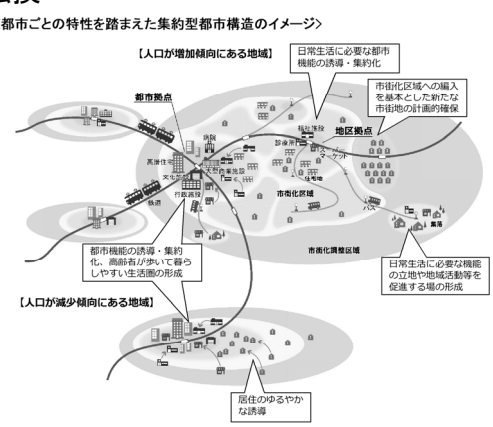 都市ごとの特性を踏まえた集約型都市構造のイメージ>
【人口が増加傾向にある地域】
日常生活に必要な都市
機能の誘導・集約化
市街化区域への編入
を基本とした新たな
市街地の計画的確保
都市拠点
病院
福祉施設
地区拠点
診療所
スーパー
マーケット
高層住宅
文化施設
大型商業施設
住宅地
行政施設
鉄道
市街化区域
バス
集落
市街化調整区域
都市機能の誘導・集約
化、高齢者が歩いて暮ら
しやすい生活圏の形成
日常生活に必要な機能
の立地や地域活動等を
促進する場の形成
【人口が減少傾向にある地域】
居住のゆるやか
な誘導